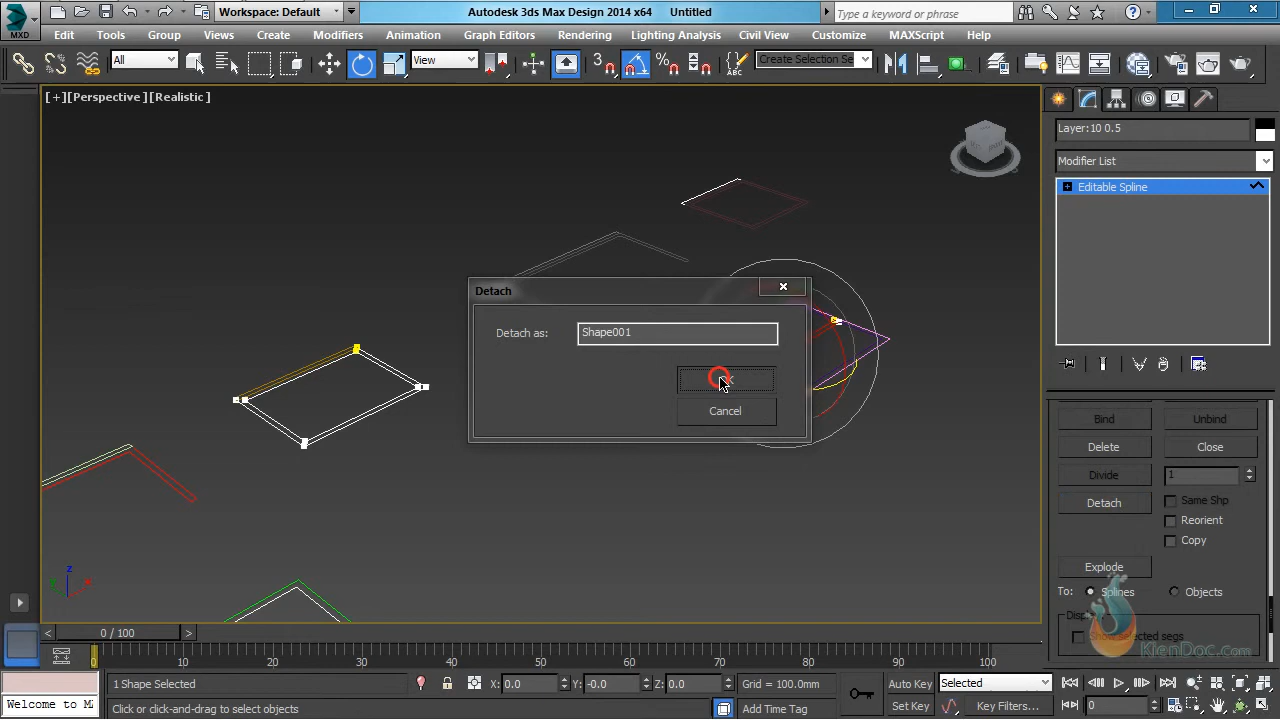 MXD
Workspace: Default
Autodesk 3ds Max Design 2014 x64 Untitled
Type a keyword or phrase
Edit Tools Group Views Create Modifiers Animation Graph Editors Rendering Lighting Analysis Civil View Customize MAXScript Help
All
View
3
Create Selection Se
[+][Perspective][Realistic]
Layer:10 0.5
Modifier List
Editable Spline
Detach
Detach as:
Shape001
Cancel
Bind Unbind
Delete Close
Divide 1
Detach Same Shp
Reorient
Copy
Explode
To: Splines Objects
Show selected segs
KienDoc.com
z
x
< 0 / 100 >
0 10 20 30 40 50 60 70 80 90 100
1 Shape Selected X: 0.0 Y: -0.0 Z: 0.0 Grid = 100.0mm Auto Key Selected
Welcome to M Click or click-and-drag to select objects Add Time Tag Set Key Key Filters... 0